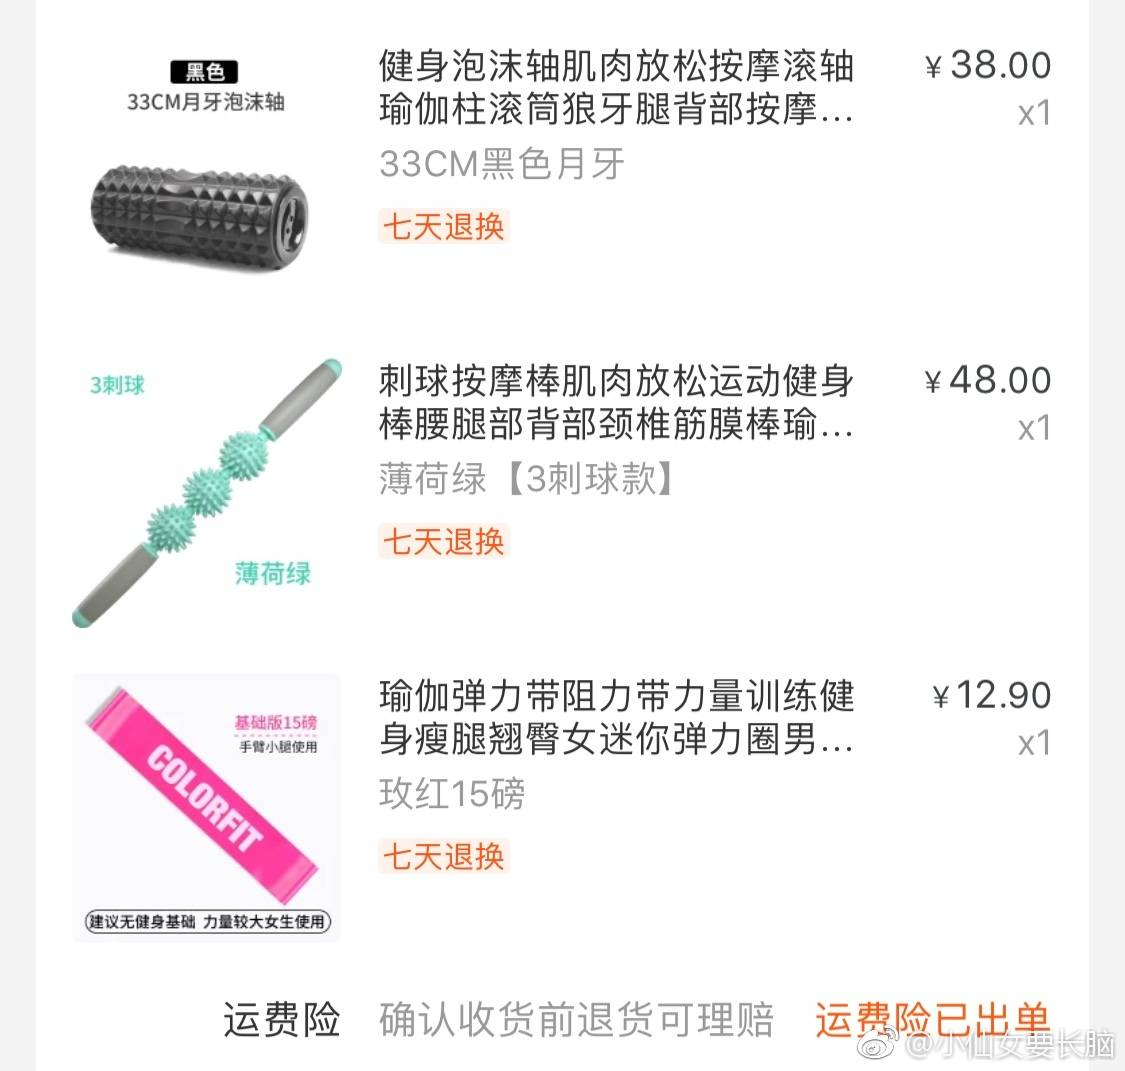 黑色
33CM月牙泡沫轴
健身泡沫轴肌肉放松按摩滚轴
瑜伽柱滚筒狼牙腿背部按摩...
33CM黑色月牙
七天退换
¥38.00
x1
3刺球
薄荷绿
刺球按摩棒肌肉放松运动健身
棒腰腿部背部颈椎筋膜棒瑜...
薄荷绿【3刺球款】
七天退换
¥48.00
x1
基础版15磅
手臂小腿使用
COLORFIT
建议无健身基础 力量较大女生使用
瑜伽弹力带阻力带力量训练健
身瘦腿翘臀女迷你弹力圈男...
玫红15磅
七天退换
¥12.90
x1
运费险 确认收货前退货可理赔 运费险已出单
@小仙女要长脑